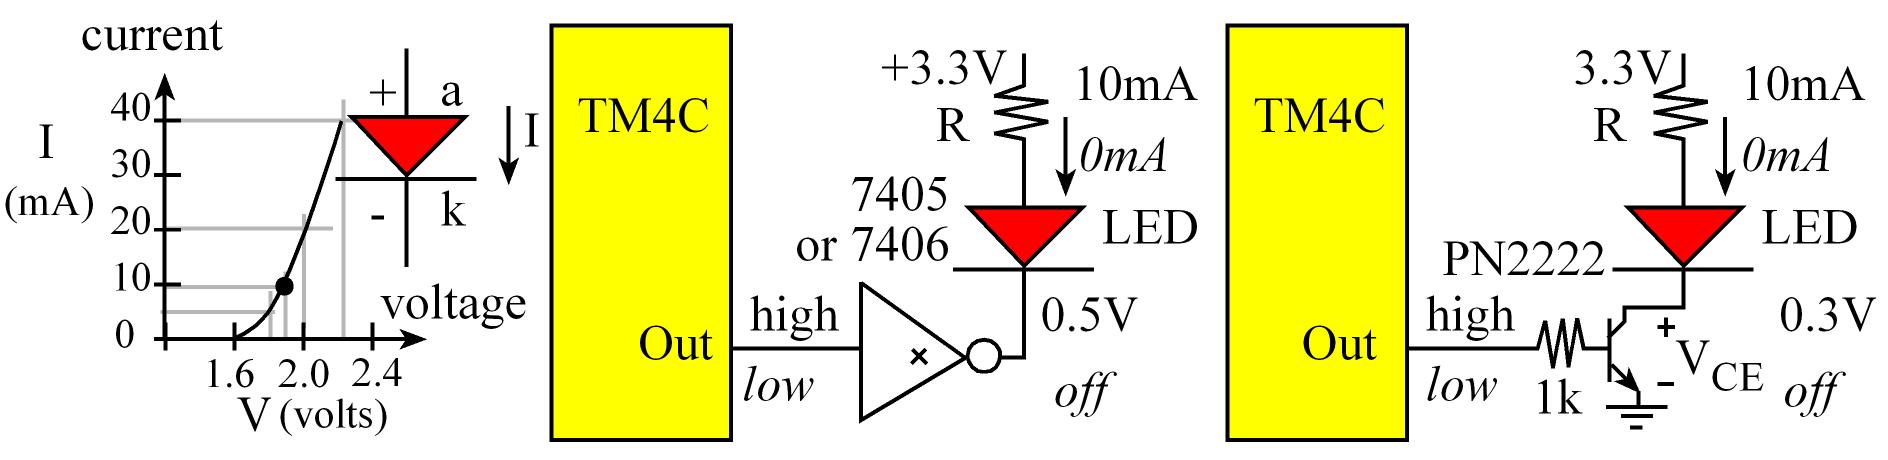 current
I
(mA)
40
30
20
10
0
1.6 2.0 2.4
V (volts)
voltage
+ a
- k
I
TM4C
Out
high
low
7405
or 7406
×
+3.3V
R
10mA
0mA
LED
0.5V
off
TM4C
Out
high
low
1k
PN2222
3.3V
R
10mA
0mA
LED
0.3V
+
VCE
-
off